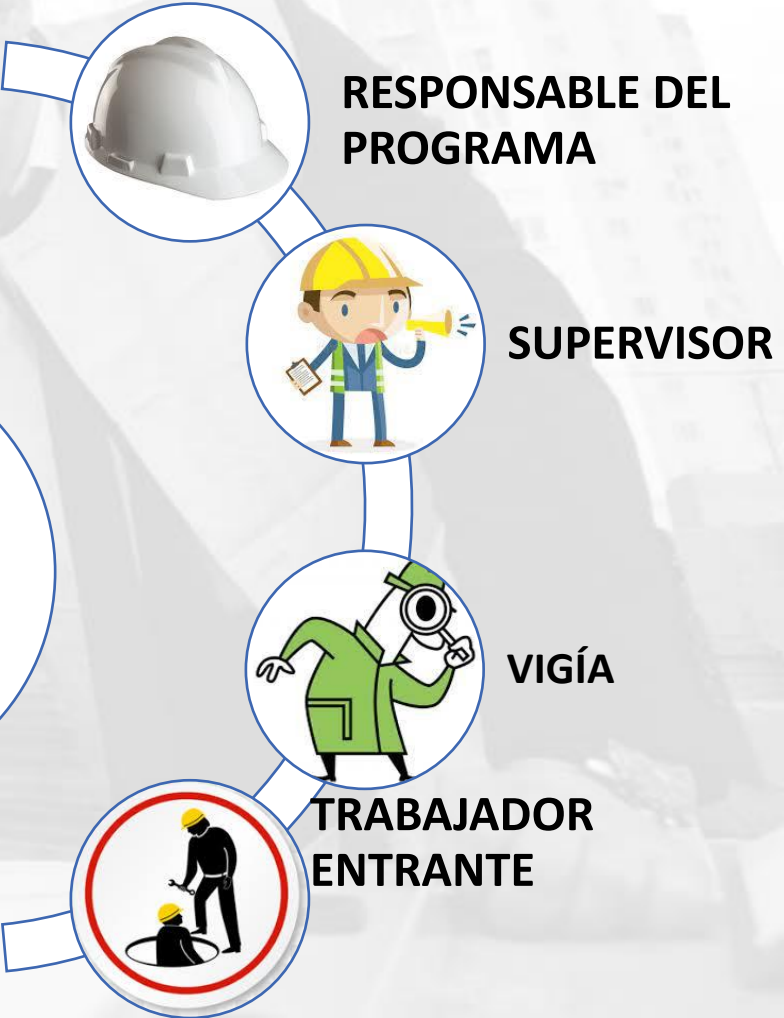 RESPONSABLE DEL
PROGRAMA
SUPERVISOR
VIGÍA
TRABAJADOR
ENTRANTE